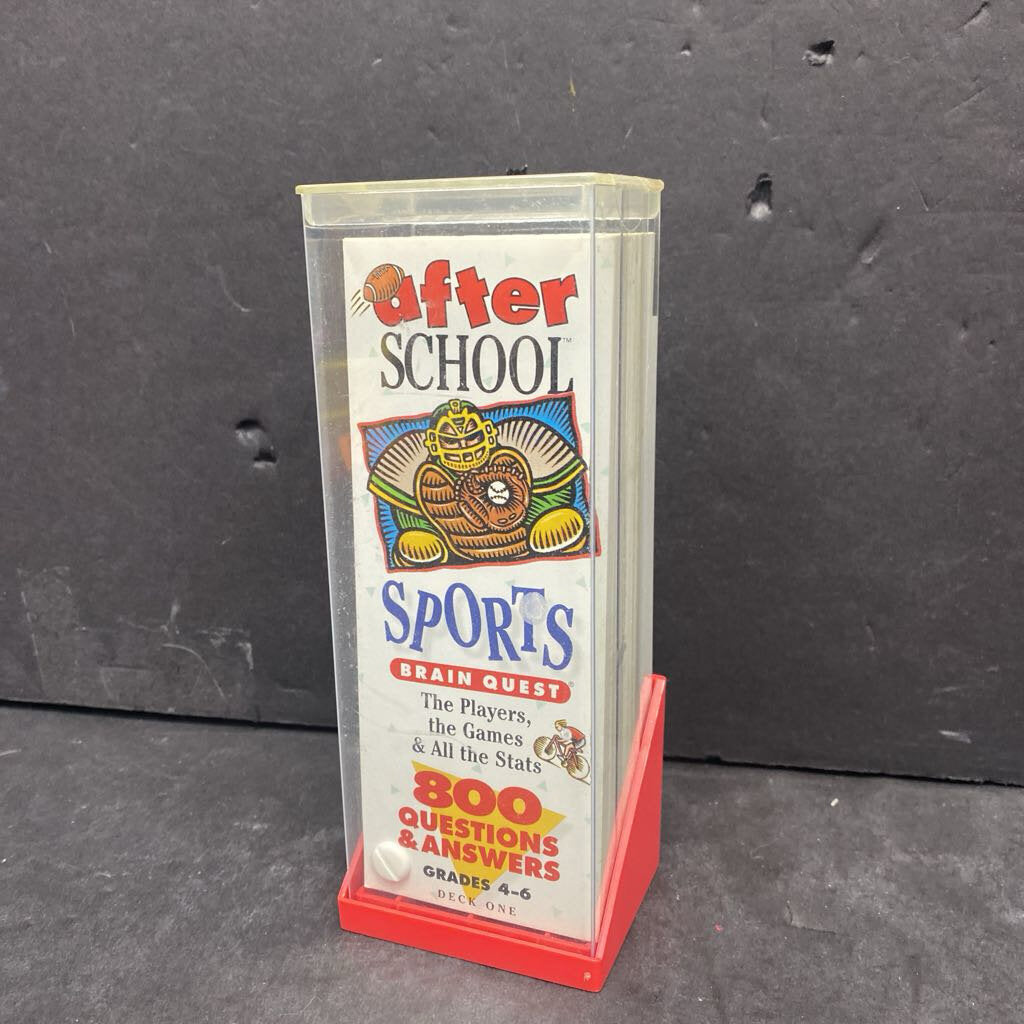 after
SCHOOL™
SPORTS
BRAIN QUEST®
The Players,
the Games
& All the Stats
800
QUESTIONS
& ANSWERS
GRADES 4-6
DECK ONE